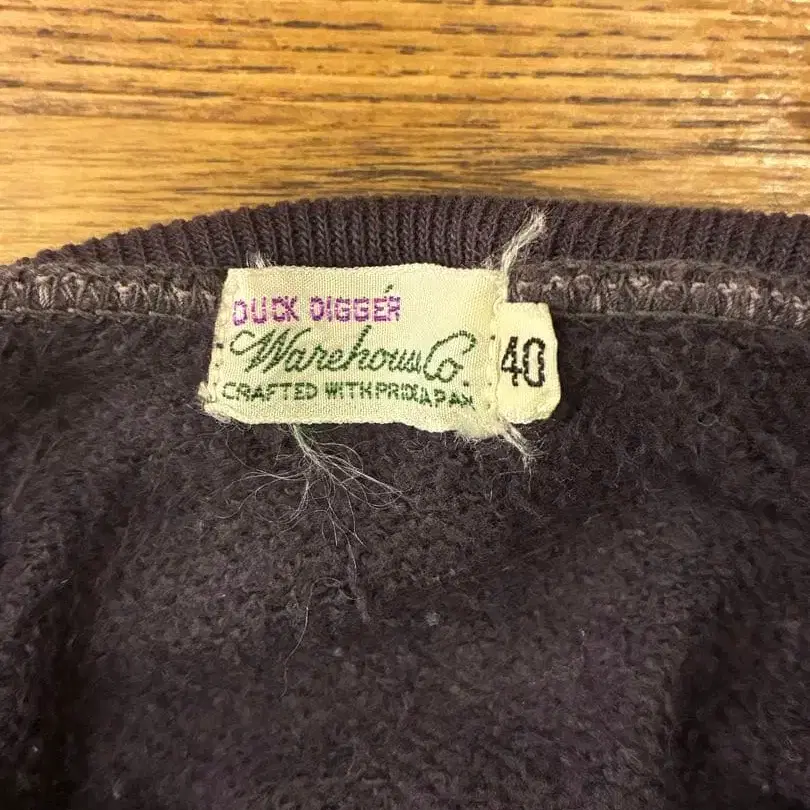 DUCK DIGGER
Warehouse Co.
CRAFTED WITH PRIDE JAPAN
40